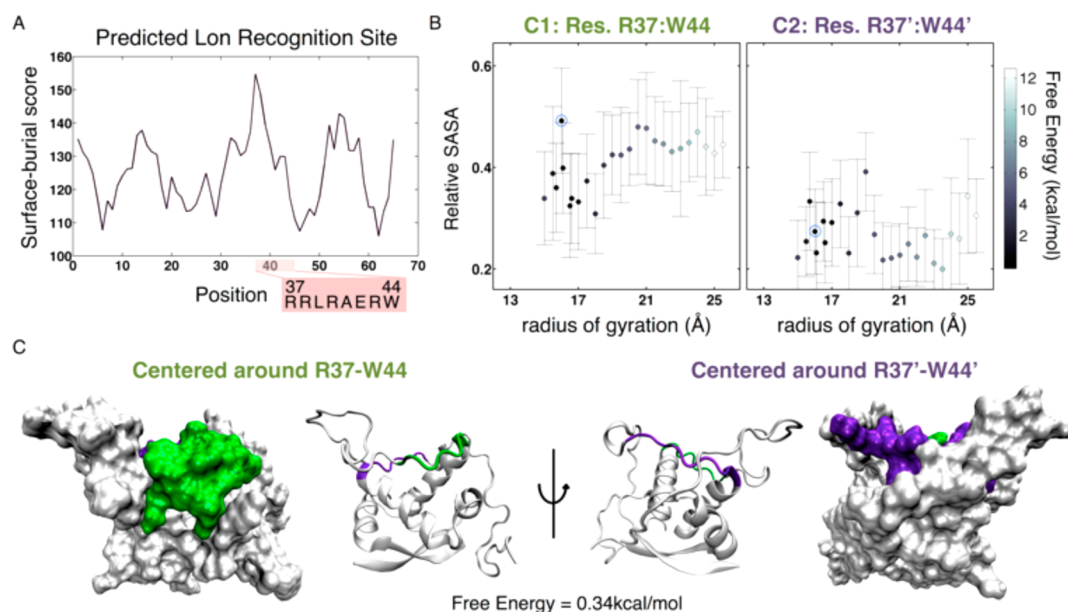 A
Predicted Lon Recognition Site
Surface-burial score
160
150
140
130
120
110
100
0 10 20 30 40 50 60 70
Position
37 44
RRLRAERW
B
C1: Res. R37:W44
C2: Res. R37’:W44’
Relative SASA
0.6
0.4
0.2
13 17 21 25
13 17 21 25
radius of gyration (Å)
radius of gyration (Å)
Free Energy (kcal/mol)
12
10
8
6
4
2
C
Centered around R37-W44
Centered around R37’-W44’
Free Energy = 0.34kcal/mol